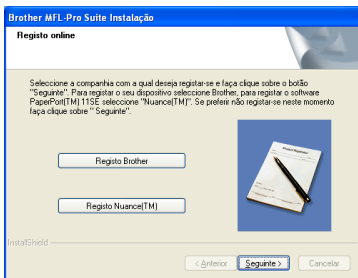 Brother MFL-Pro Suite Instalação
Registo online
Seleccione a companhia com a qual deseja registar-se e faça clique sobre o botão
"Seguinte". Para registar o seu dispositivo seleccione Brother, para registar o software
PaperPort(TM) 11SE seleccione "Nuance(TM)". Se preferir não registar-se neste momento
faça clique sobre " Seguinte".
Registo Brother
Registo Nuance(TM)
InstallShield
< Anterior
Seguinte >
Cancelar